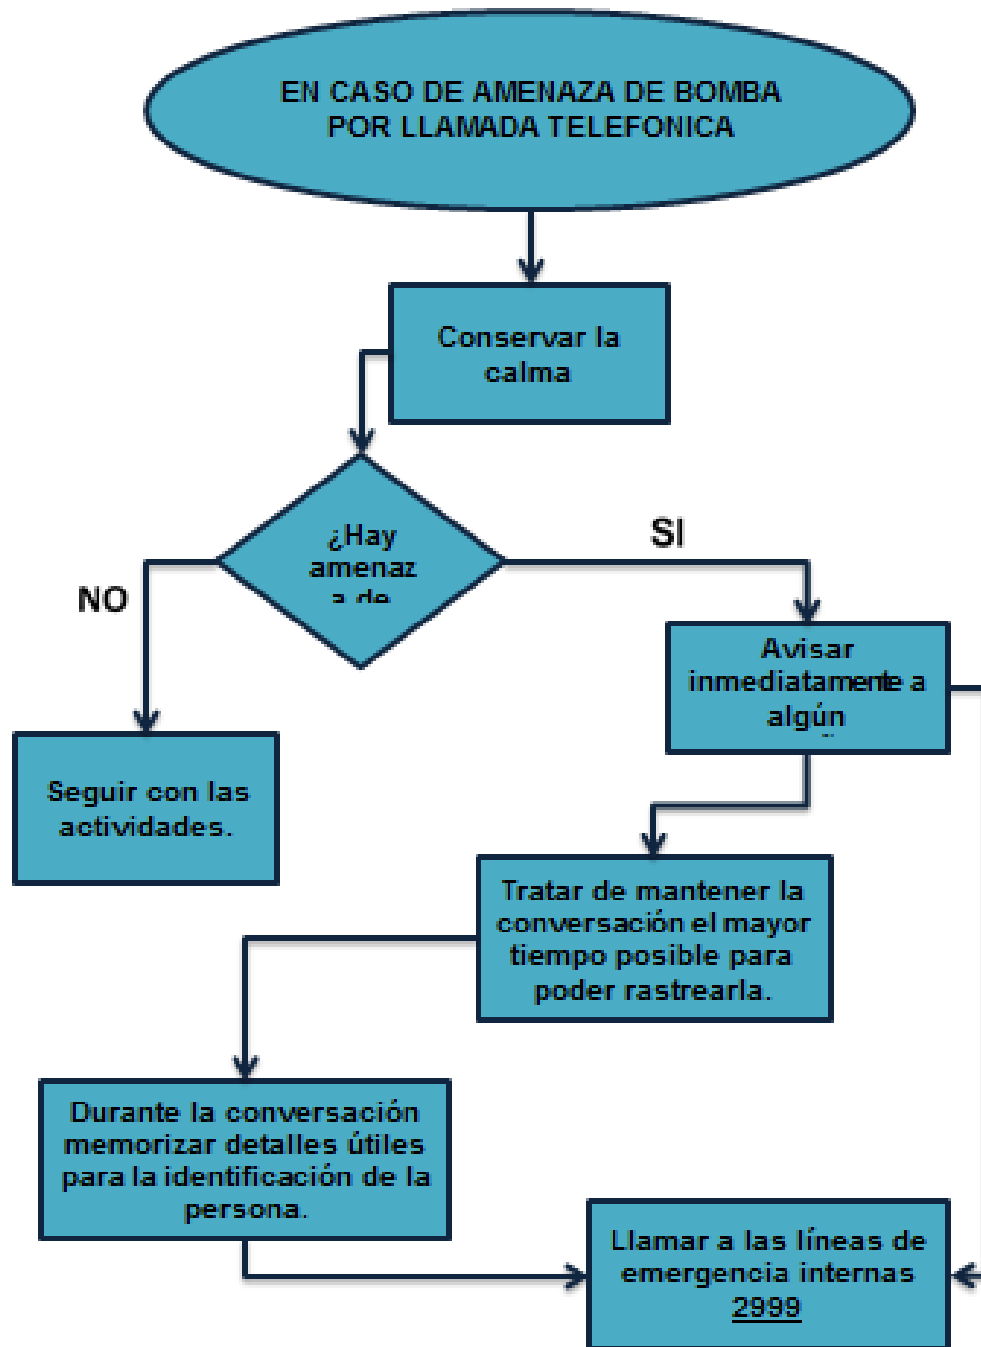 EN CASO DE AMENAZA DE BOMBA
POR LLAMADA TELEFONICA
Conservar la
calma
¿Hay
amenaz
a de
SI
NO
Avisar
inmediatamente a
algún
Seguir con las
actividades.
Tratar de mantener la
conversación el mayor
tiempo posible para
poder rastrearla.
Durante la conversación
memorizar detalles útiles
para la identificación de la
persona.
Llamar a las líneas de
emergencia internas
2999